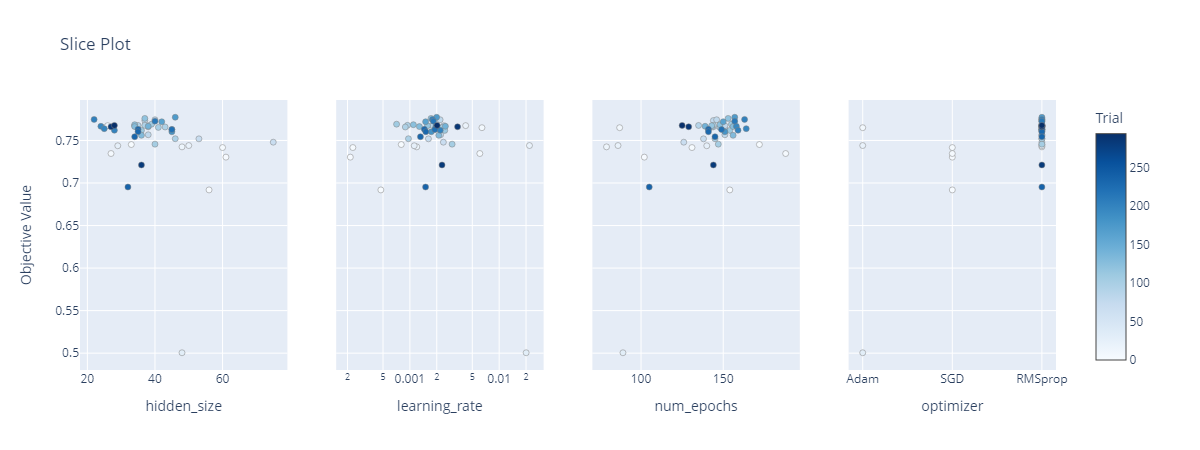 Slice Plot
Objective Value
0.75
0.7
0.65
0.6
0.55
0.5
20 40 60
hidden_size
2 5 0.001 2 5 0.01 2
learning_rate
100 150
num_epochs
Adam SGD RMSprop
optimizer
Trial
250
200
150
100
50
0